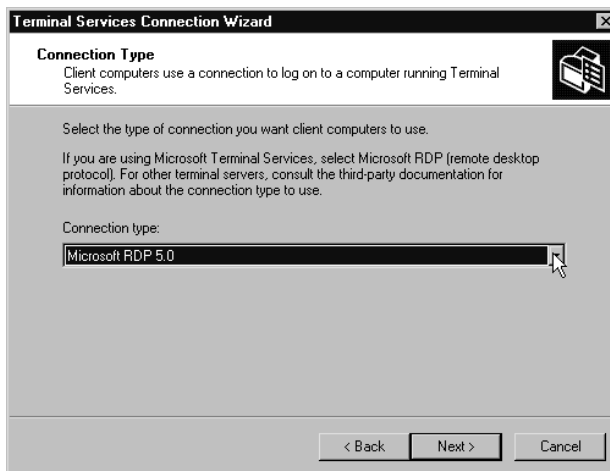 Terminal Services Connection Wizard
Connection Type
Client computers use a connection to log on to a computer running Terminal
Services.
Select the type of connection you want client computers to use.
If you are using Microsoft Terminal Services, select Microsoft RDP (remote desktop
protocol). For other terminal servers, consult the third-party documentation for
information about the connection type to use.
Connection type:
Microsoft RDP 5.0
< Back Next > Cancel